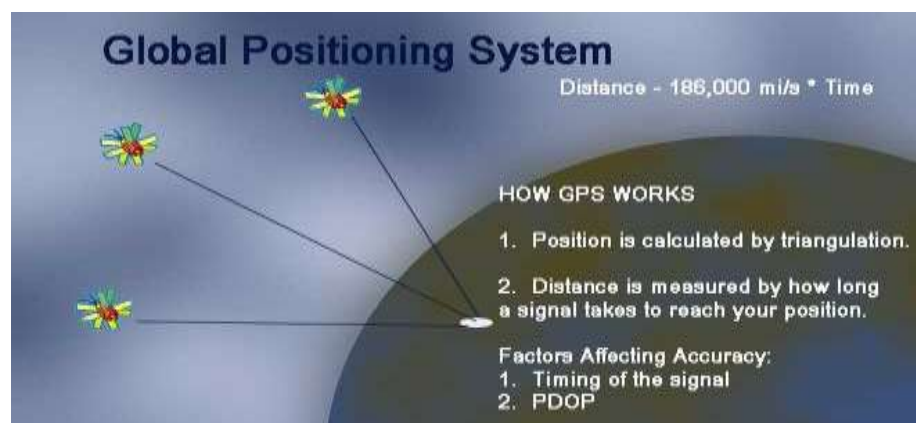 Global Positioning System
Distance - 186,000 mi/s * Time
HOW GPS WORKS
1. Position is calculated by triangulation.
2. Distance is measured by how long
a signal takes to reach your position.
Factors Affecting Accuracy:
1. Timing of the signal
2. PDOP